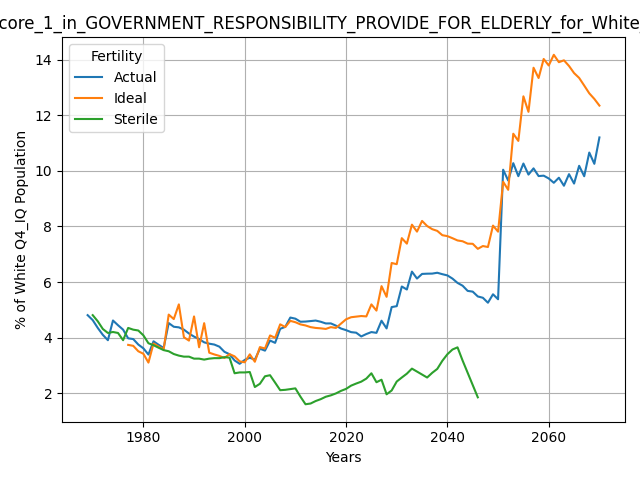 core_1_in_GOVERNMENT_RESPONSIBILITY_PROVIDE_FOR_ELDERLY_for_White_
Fertility
Actual
Ideal
Sterile
14
12
10
8
6
4
2
% of White Q4_IQ Population
1980 2000 2020 2040 2060
Years